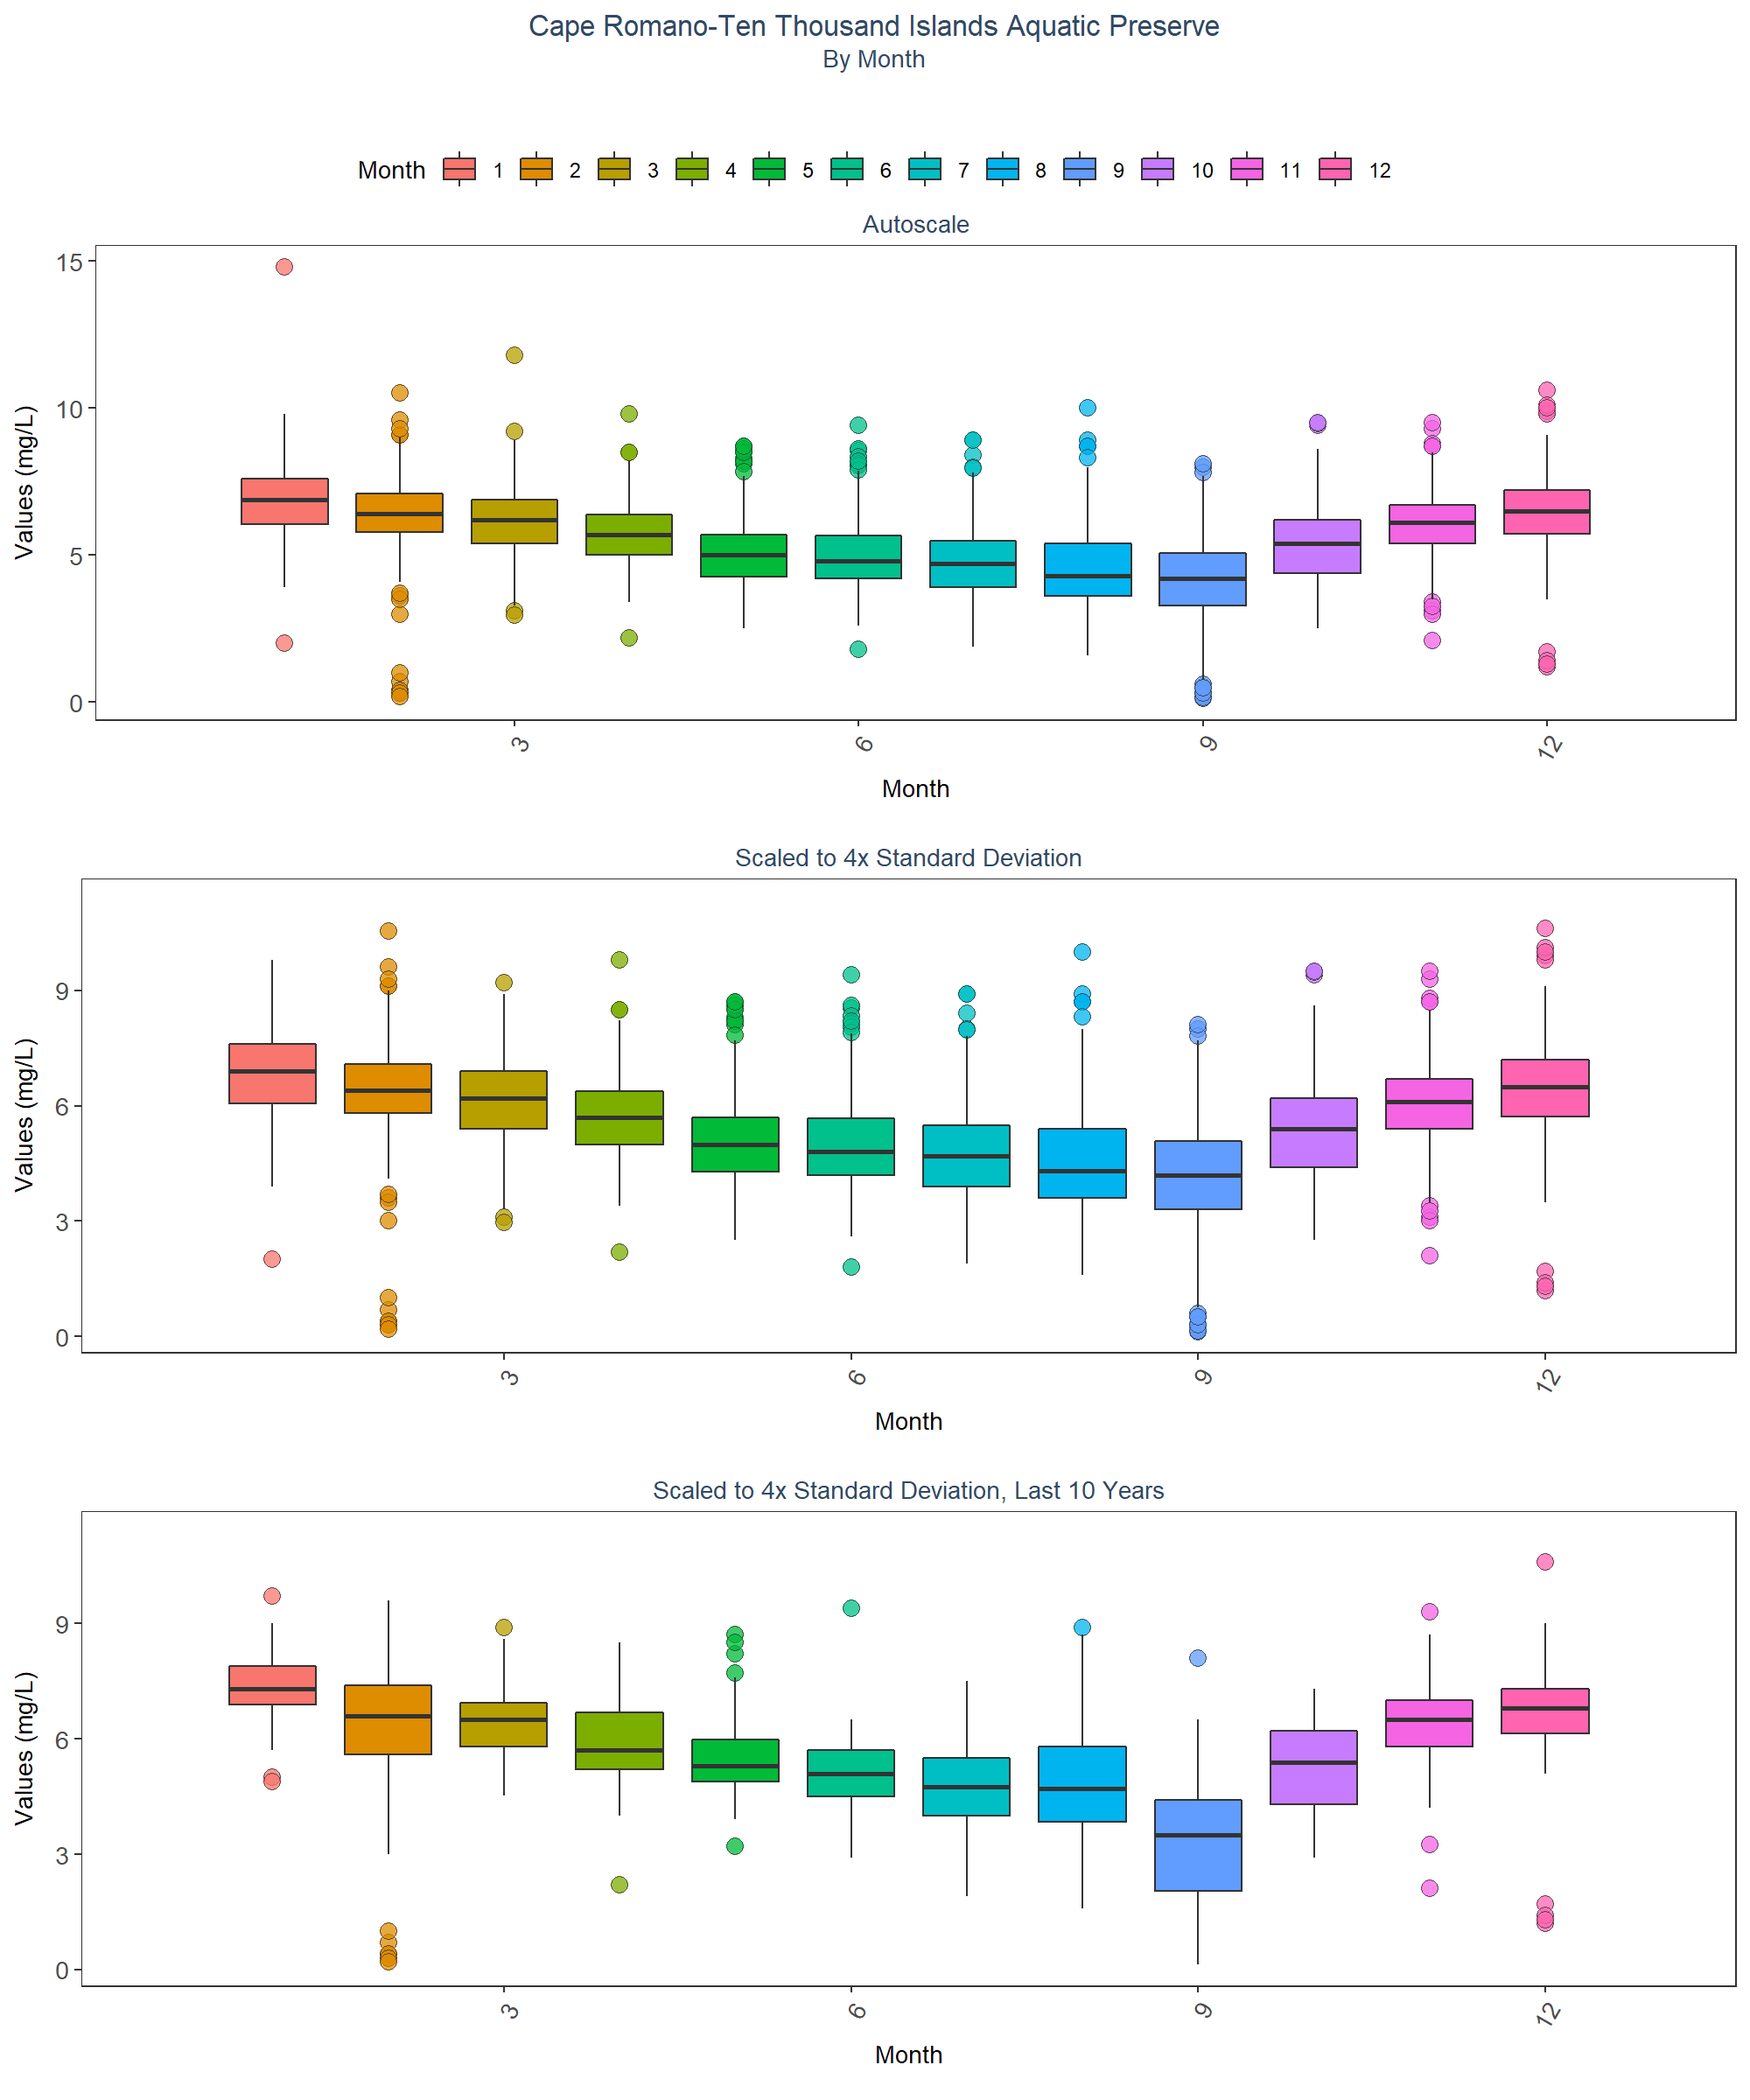 Cape Romano-Ten Thousand Islands Aquatic Preserve
By Month
Month 1 2 3 4 5 6 7 8 9 10 11 12
Autoscale
Values (mg/L)
15
10
5
0
3 6 9 12
Month
Scaled to 4x Standard Deviation
Values (mg/L)
9
6
3
0
3 6 9 12
Month
Scaled to 4x Standard Deviation, Last 10 Years
Values (mg/L)
9
6
3
0
3 6 9 12
Month